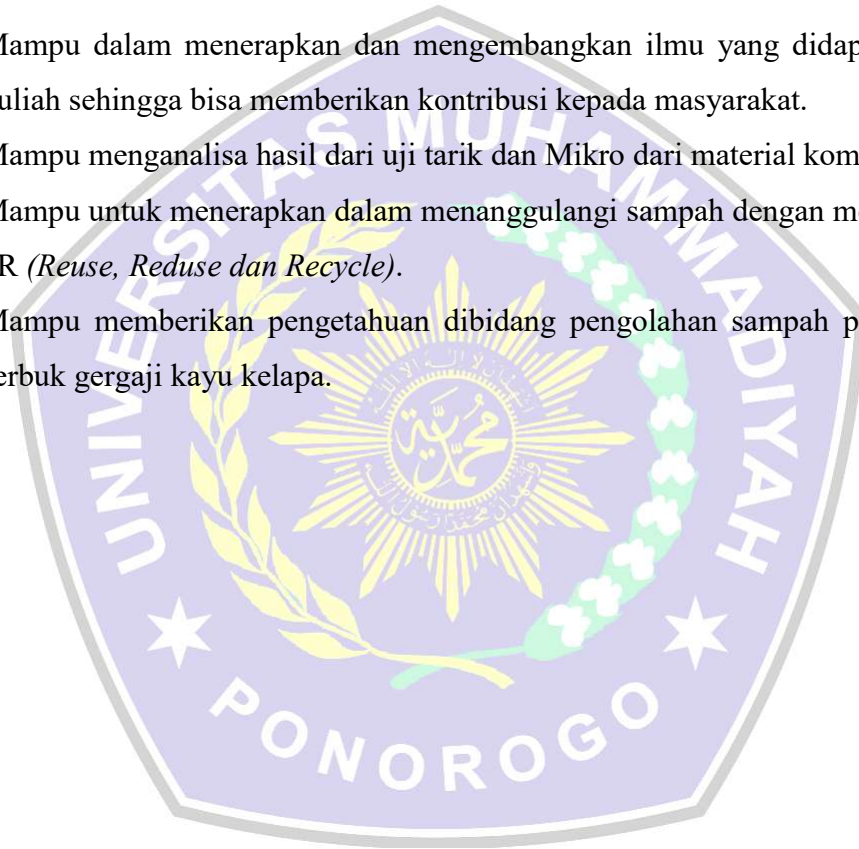 Mampu dalam menerapkan dan mengembangkan ilmu yang didap
uliah sehingga bisa memberikan kontribusi kepada masyarakat.
Mampu menganalisa hasil dari uji tarik dan Mikro dari material kom
Mampu untuk menerapkan dalam menanggulangi sampah dengan me
R (Reuse, Reduse dan Recycle).
Mampu memberikan pengetahuan dibidang pengolahan sampah p
erbuk gergaji kayu kelapa.
UNIVERSITAS MUHAMMADIYAH
محمدية
PONOROGO